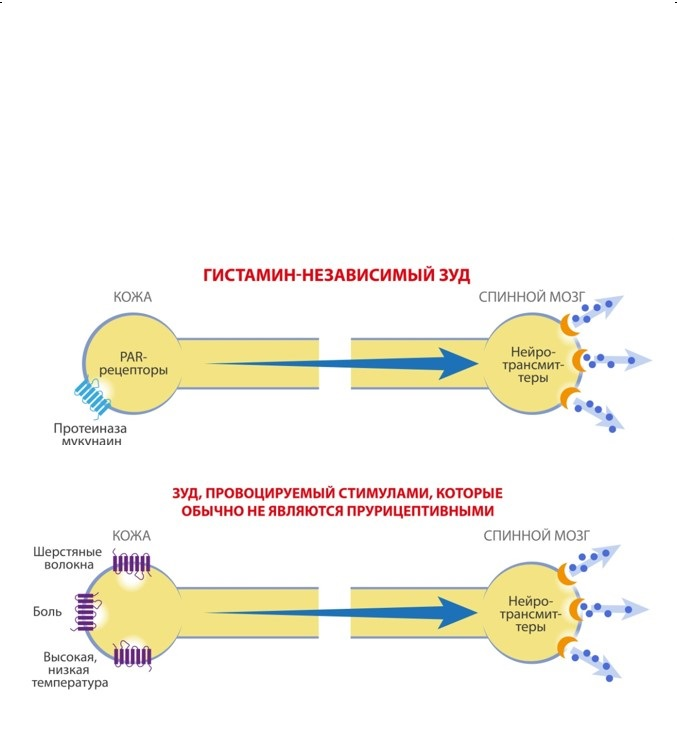 ГИСТАМИН-НЕЗАВИСИМЫЙ ЗУД
КОЖА
СПИННОЙ МОЗГ
PAR-
рецепторы
Нейро-
трансмит-
теры
Протеиназа
мукунаин
ЗУД, ПРОВОЦИРУЕМЫЙ СТИМУЛАМИ, КОТОРЫЕ
ОБЫЧНО НЕ ЯВЛЯЮТСЯ ПРУРИЦЕПТИВНЫМИ
КОЖА
СПИННОЙ МОЗГ
Шерстяные
волокна
Боль
Высокая,
низкая
температура
Нейро-
трансмит-
теры